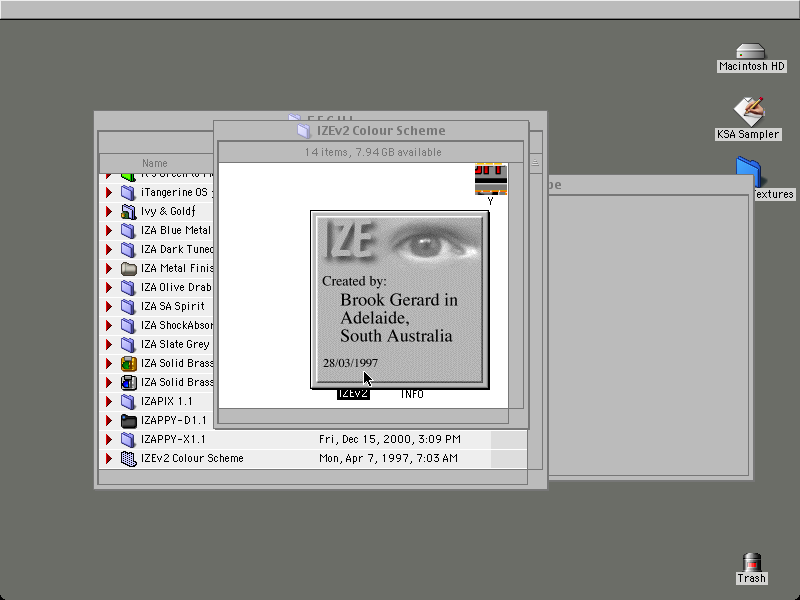 Macintosh HD
KSA Sampler
extures
Trash
IZEv2 Colour Scheme
14 items, 7.94GB available
Y
IZE
Created by:
Brook Gerard in
Adelaide,
South Australia
28/03/1997
IZEv2
INFO
Name
iTangerine OS
Ivy & Goldƒ
IZA Blue Metal
IZA Dark Tuned
IZA Metal Finis
IZA Olive Drab
IZA SA Spirit
IZA ShockAbsor
IZA Slate Grey
IZA Solid Brass
IZA Solid Brass
IZAPIX 1.1
IZAPPY-D1.1
IZAPPY-X1.1 Fri, Dec 15, 2000, 3:09 PM
IZEv2 Colour Scheme Mon, Apr 7, 1997, 7:03 AM